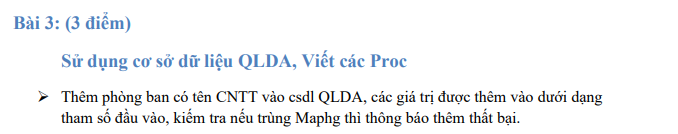 Bài 3: (3 điểm)
Sử dụng cơ sở dữ liệu QLDA, Viết các Proc
➢ Thêm phòng ban có tên CNTT vào csdl QLDA, các giá trị được thêm vào dưới dạng
tham số đầu vào, kiếm tra nếu trùng Maphg thì thông báo thêm thất bại.